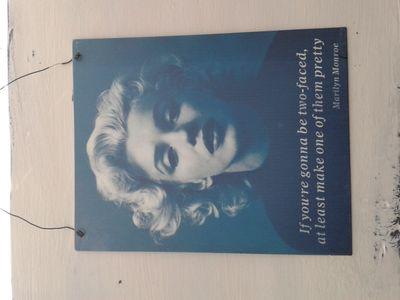 If you're gonna be two-faced,
at least make one of them pretty
Marilyn Monroe